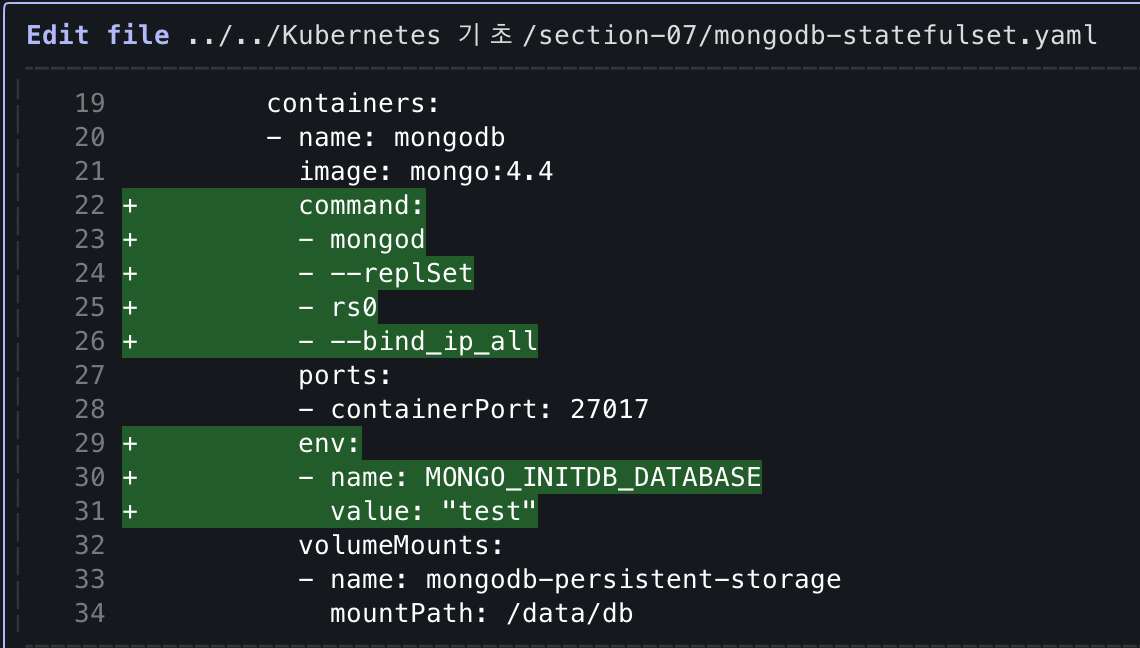 Edit file ../../Kubernetes 기초/section-07/mongodb-statefulset.yaml
19         containers:
20         - name: mongodb
21           image: mongo:4.4
22 +         command:
23 +         - mongod
24 +         - --replSet
25 +         - rs0
26 +         - --bind_ip_all
27           ports:
28           - containerPort: 27017
29 +         env:
30 +         - name: MONGO_INITDB_DATABASE
31 +           value: "test"
32           volumeMounts:
33           - name: mongodb-persistent-storage
34             mountPath: /data/db